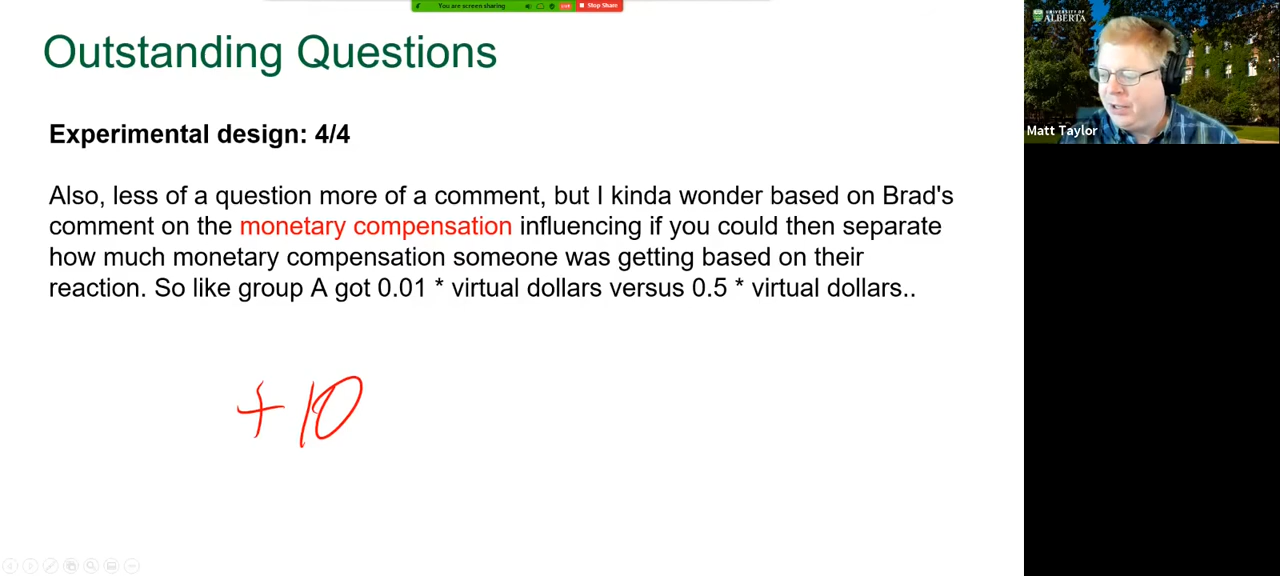 You are screen sharing
Stop Share
Outstanding Questions
Experimental design: 4/4
Also, less of a question more of a comment, but I kinda wonder based on Brad's
comment on the monetary compensation influencing if you could then separate
how much monetary compensation someone was getting based on their
reaction. So like group A got 0.01 * virtual dollars versus 0.5 * virtual dollars..
+10
UNIVERSITY OF
ALBERTA
Matt Taylor